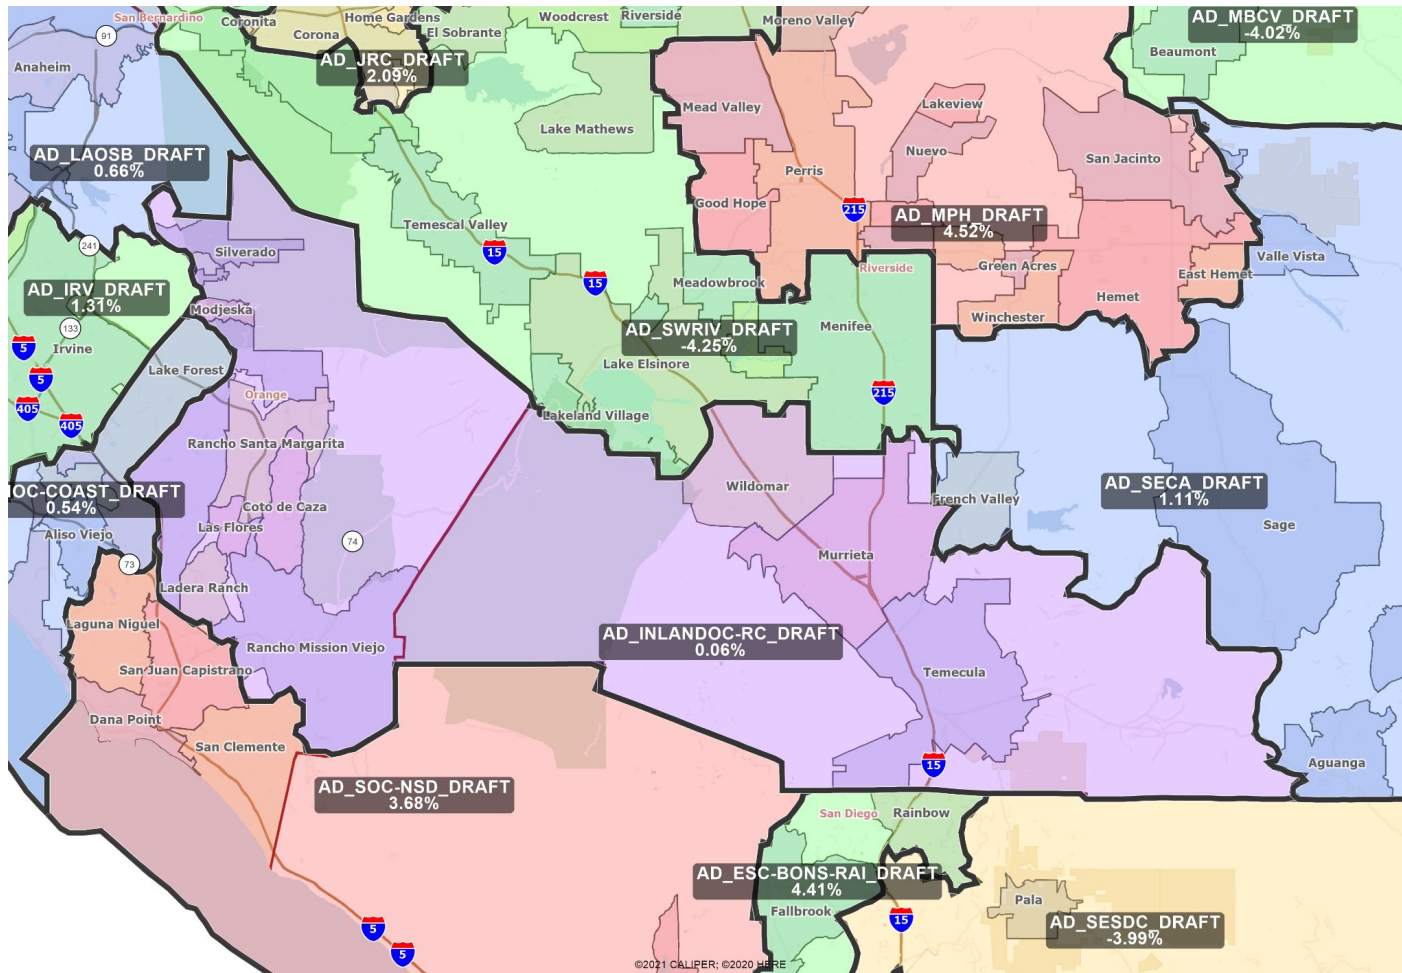 San Bernardino
Coronita
Home Gardens
Woodcrest
Riverside
Moreno Valley
AD_MBCV_DRAFT
-4.02%
91
Corona
El Sobrante
Beaumont
Anaheim
AD_JRC_DRAFT
2.09%
Mead Valley
Lakeview
Lake Mathews
Nuevo
San Jacinto
AD_LAOSB_DRAFT
0.66%
Perris
Good Hope
215
AD_MPH_DRAFT
4.52%
Temescal Valley
241
Silverado
15
Valle Vista
Riverside
Green Acres
East Hemet
AD_IRV_DRAFT
1.31%
15
Meadowbrook
Hemet
Modjeska
Winchester
133
Irvine
5
AD_SWRIV_DRAFT
-4.25%
Menifee
Lake Forest
Lake Elsinore
5
Orange
215
405
405
Lakeland Village
Rancho Santa Margarita
IOC-COAST_DRAFT
0.54%
Wildomar
AD_SECA_DRAFT
1.11%
French Valley
Coto de Caza
Las Flores
Sage
Aliso Viejo
74
Murrieta
73
Ladera Ranch
Laguna Niguel
AD_INLANDOC-RC_DRAFT
0.06%
Rancho Mission Viejo
San Juan Capistrano
Temecula
Dana Point
San Clemente
15
Aguanga
AD_SOC-NSD_DRAFT
3.68%
San Diego
Rainbow
AD_ESC-BONS-RAI_DRAFT
4.41%
Pala
Fallbrook
15
AD_SESDC_DRAFT
-3.99%
5
5
©2021 CALIPER; ©2020 HERE